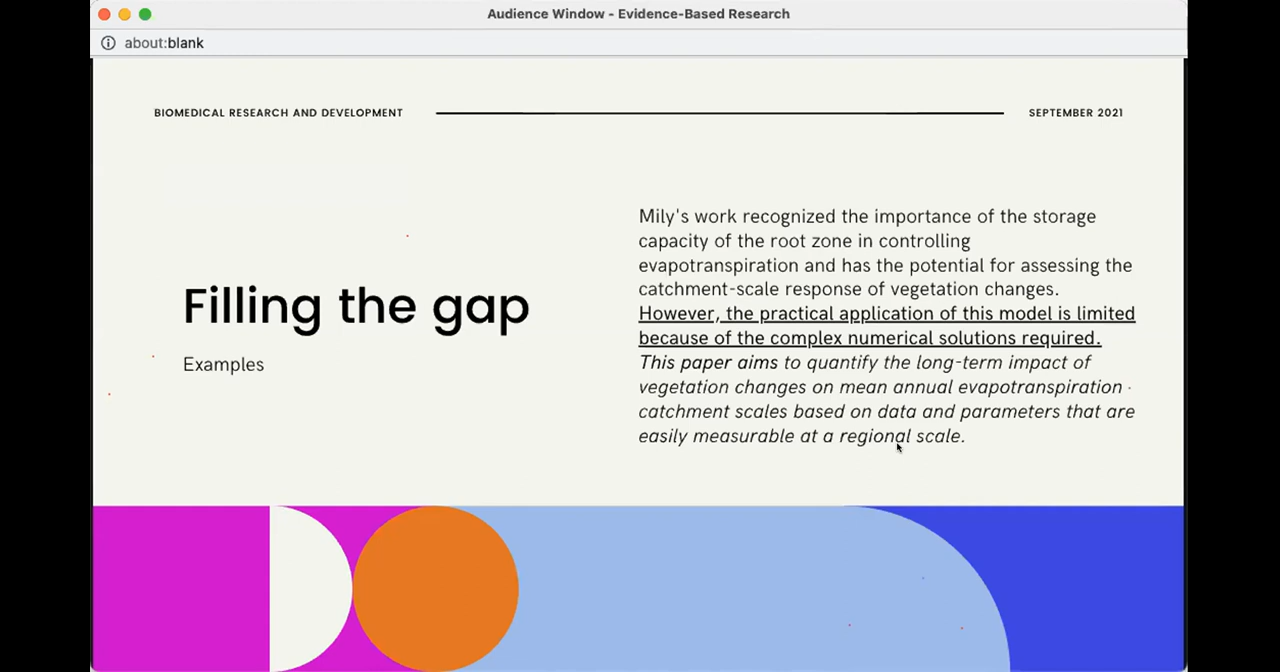 Audience Window - Evidence-Based Research
about:blank
BIOMEDICAL RESEARCH AND DEVELOPMENT
SEPTEMBER 2021
Filling the gap
Examples
Mily's work recognized the importance of the storage
capacity of the root zone in controlling
evapotranspiration and has the potential for assessing the
catchment-scale response of vegetation changes.
However, the practical application of this model is limited
because of the complex numerical solutions required.
This paper aims to quantify the long-term impact of
vegetation changes on mean annual evapotranspiration
catchment scales based on data and parameters that are
easily measurable at a regional scale.